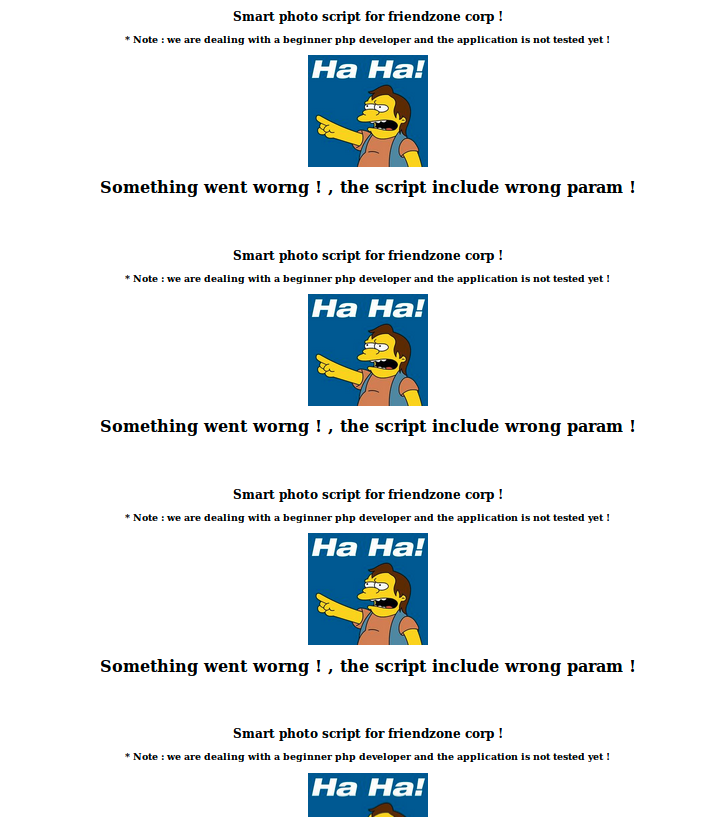 Smart photo script for friendzone corp !
* Note : we are dealing with a beginner php developer and the application is not tested yet !
Ha Ha!
Something went worng ! , the script include wrong param !
Smart photo script for friendzone corp !
* Note : we are dealing with a beginner php developer and the application is not tested yet !
Ha Ha!
Something went worng ! , the script include wrong param !
Smart photo script for friendzone corp !
* Note : we are dealing with a beginner php developer and the application is not tested yet !
Ha Ha!
Something went worng ! , the script include wrong param !
Smart photo script for friendzone corp !
* Note : we are dealing with a beginner php developer and the application is not tested yet !
Ha Ha!